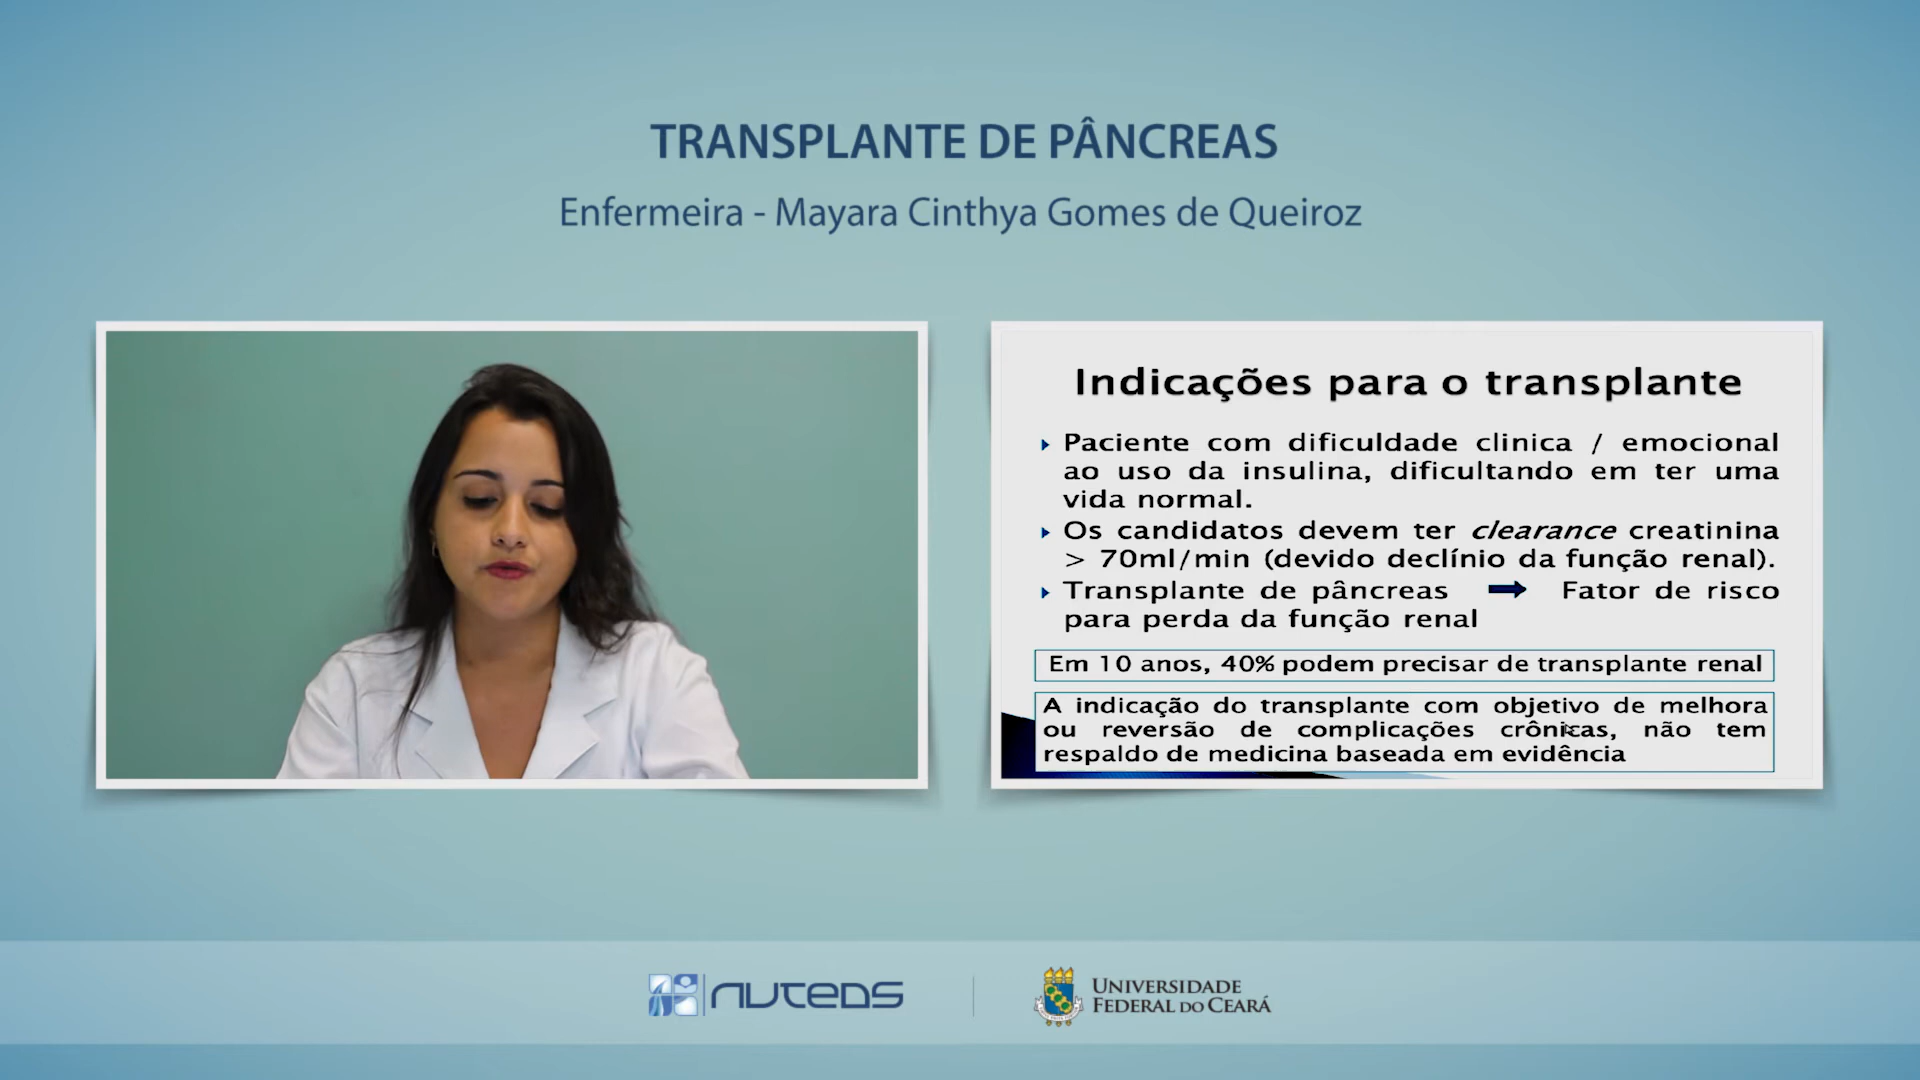 TRANSPLANTE DE PÂNCREAS
Enfermeira - Mayara Cinthya Gomes de Queiroz
Indicações para o transplante
Paciente com dificuldade clinica / emocional
ao uso da insulina, dificultando em ter uma
vida normal.
Os candidatos devem ter clearance creatinina
> 70ml/min (devido declínio da função renal).
Transplante de pâncreas ➡ Fator de risco
para perda da função renal
Em 10 anos, 40% podem precisar de transplante renal
A indicação do transplante com objetivo de melhora
ou reversão de complicações crônicas, não tem
respaldo de medicina baseada em evidência
NUTEDS
UNIVERSIDADE
FEDERAL DO CEARÁ